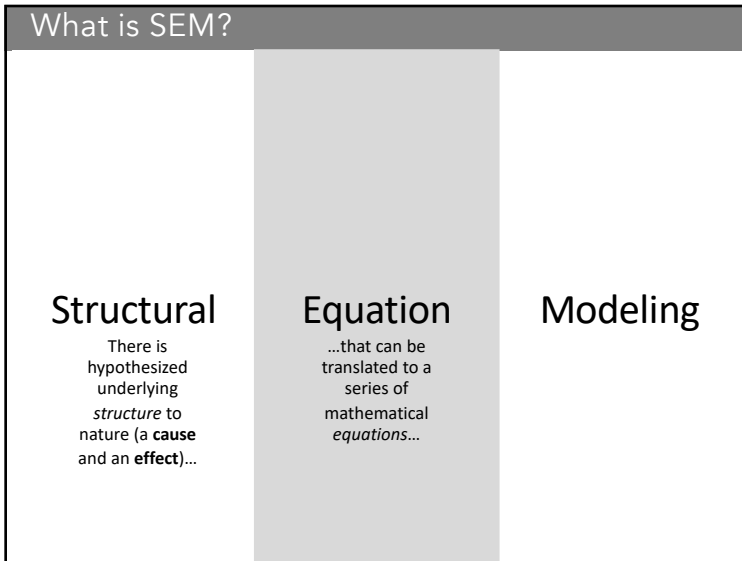 What is SEM?
Structural
There is
hypothesized
underlying
structure to
nature (a cause
and an effect)…
Equation
…that can be
translated to a
series of
mathematical
equations…
Modeling